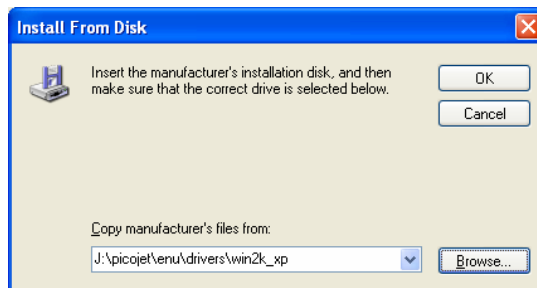 Install From Disk
Insert the manufacturer's installation disk, and then
make sure that the correct drive is selected below.
OK
Cancel
Copy manufacturer's files from:
J:\picojet\enu\drivers\win2k_xp
Browse...